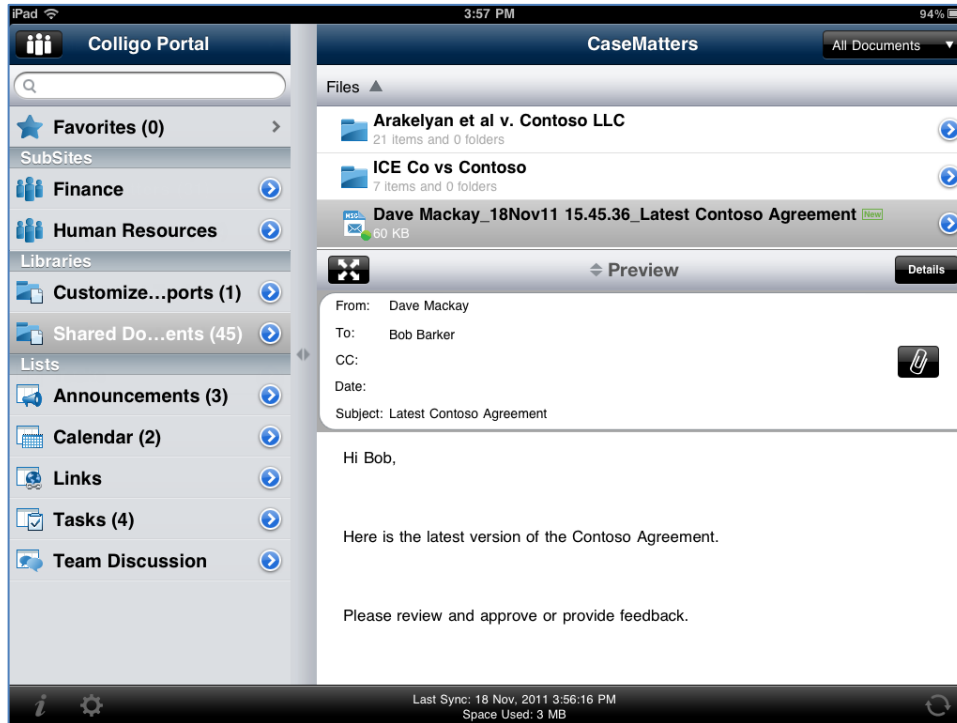 iPad 3:57 PM 94%
Colligo Portal
CaseMatters
All Documents
Files
Favorites (0)
SubSites
Finance
Human Resources
Libraries
Customize...ports (1)
Shared Do...ents (45)
Lists
Announcements (3)
Calendar (2)
Links
Tasks (4)
Team Discussion
Arakelyan et al v. Contoso LLC
21 items and 0 folders
ICE Co vs Contoso
7 items and 0 folders
MSG
Dave Mackay_18Nov11 15.45.36_Latest Contoso Agreement New
60 KB
Preview
Details
From: Dave Mackay
To: Bob Barker
CC:
Date:
Subject: Latest Contoso Agreement
Hi Bob,
Here is the latest version of the Contoso Agreement.
Please review and approve or provide feedback.
i
Last Sync: 18 Nov, 2011 3:56:16 PM
Space Used: 3 MB